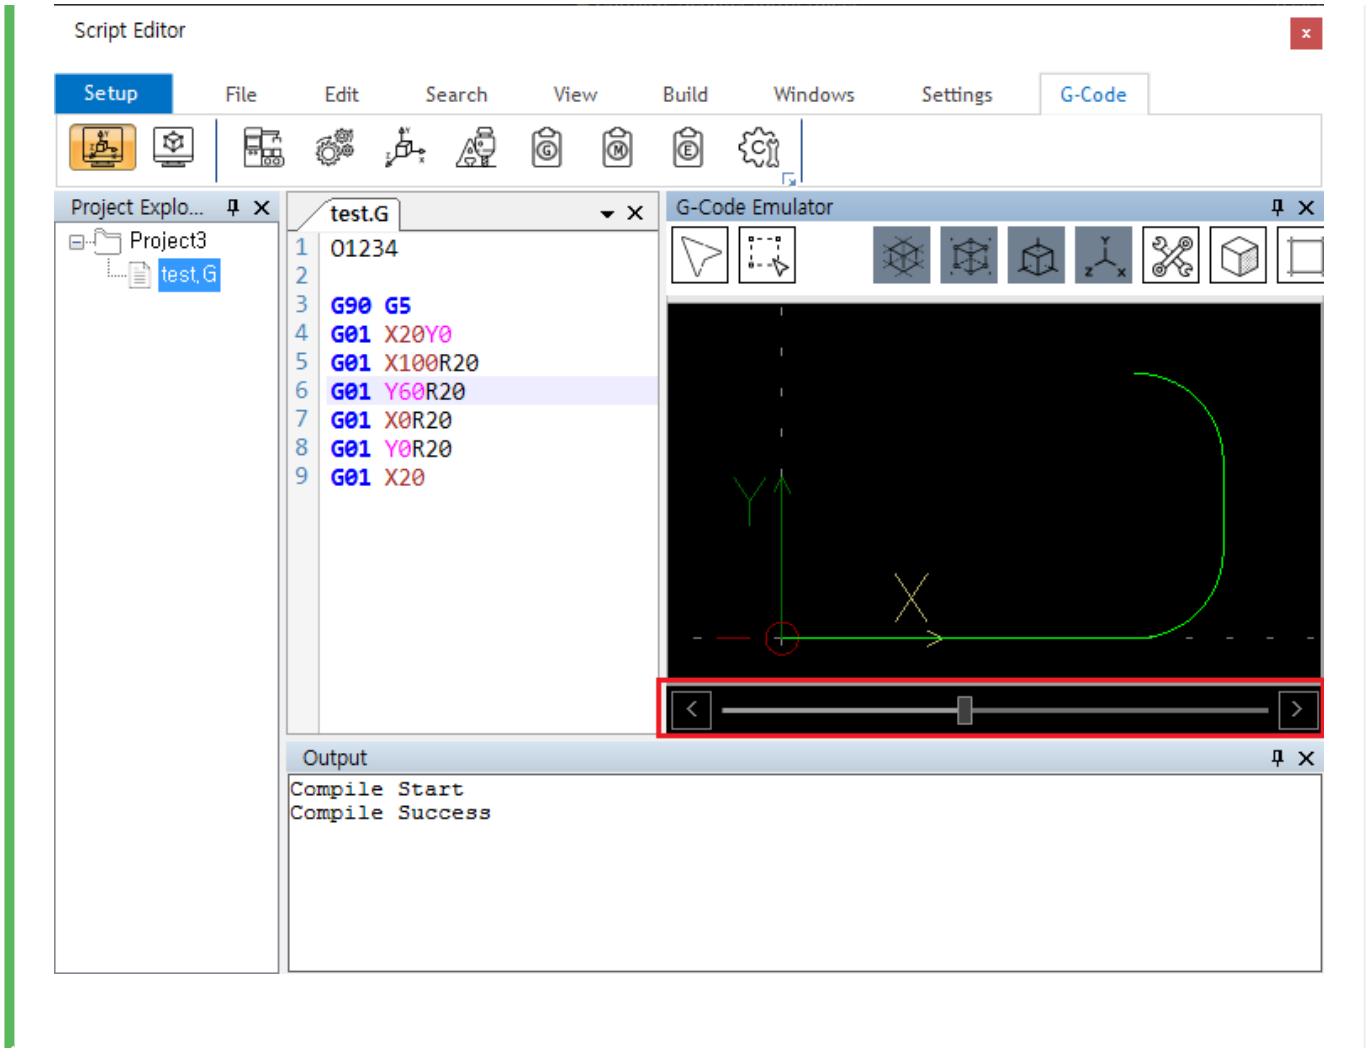 Script Editor
x
Setup File Edit Search View Build Windows Settings G-Code
G M E C
Project Explo...
Project3
test.G
test.G
1 O1234
2
3 G90 G5
4 G01 X20Y0
5 G01 X100R20
6 G01 Y60R20
7 G01 X0R20
8 G01 Y0R20
9 G01 X20
G-Code Emulator
Y
Z X
Y
X
Output
Compile Start
Compile Success